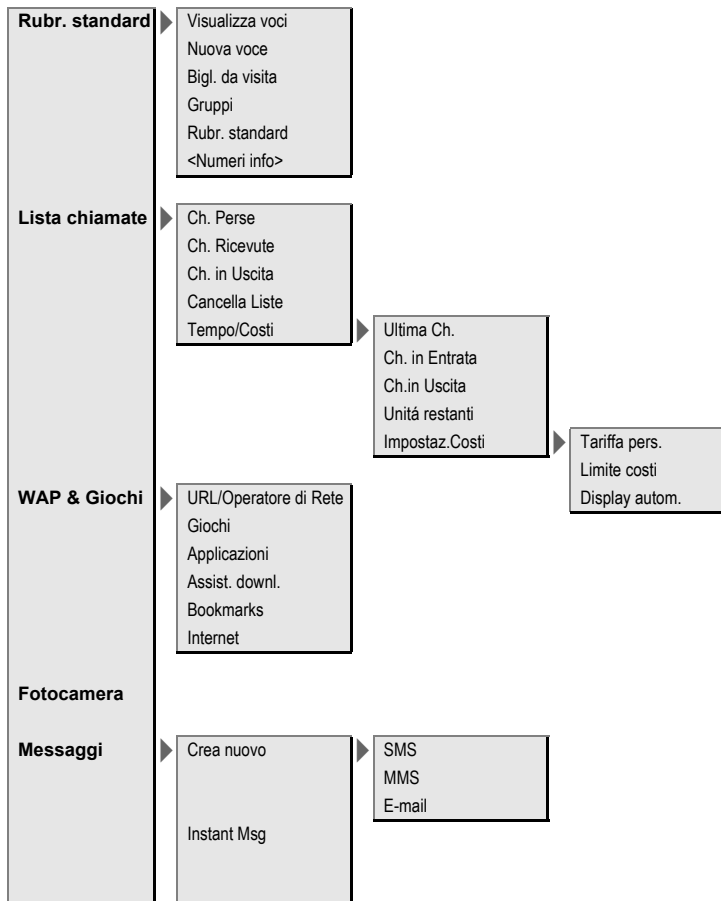 Rubr. standard
Visualizza voci
Nuova voce
Bigl. da visita
Gruppi
Rubr. standard
<Numeri info>
Lista chiamate
Ch. Perse
Ch. Ricevute
Ch. in Uscita
Cancella Liste
Tempo/Costi
Ultima Ch.
Ch. in Entrata
Ch.in Uscita
Unitá restanti
Impostaz.Costi
Tariffa pers.
Limite costi
Display autom.
WAP & Giochi
URL/Operatore di Rete
Giochi
Applicazioni
Assist. downl.
Bookmarks
Internet
Fotocamera
Messaggi
Crea nuovo
SMS
MMS
E-mail
Instant Msg